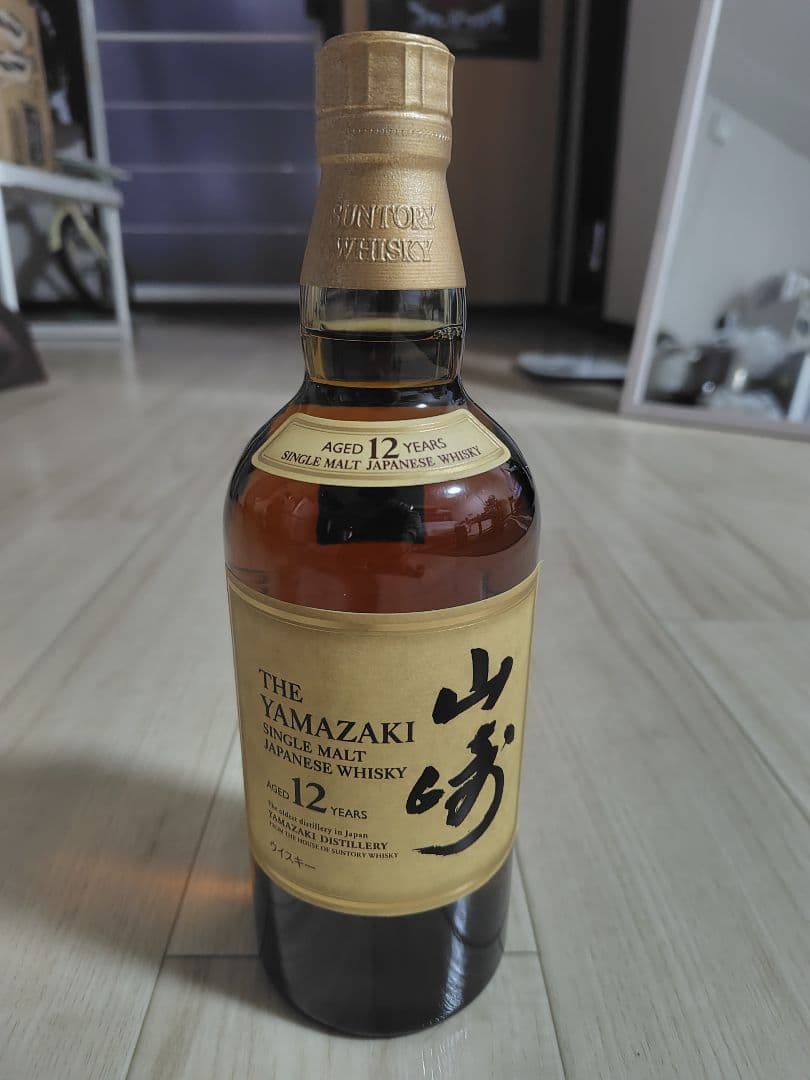 SUNTORY
WHISKY
AGED 12 YEARS
SINGLE MALT JAPANESE WHISKY
THE
YAMAZAKI
SINGLE MALT
JAPANESE WHISKY
AGED 12 YEARS
The oldest distillery in Japan
YAMAZAKI DISTILLERY
FROM THE HOUSE OF SUNTORY WHISKY
ウイスキー
山崎